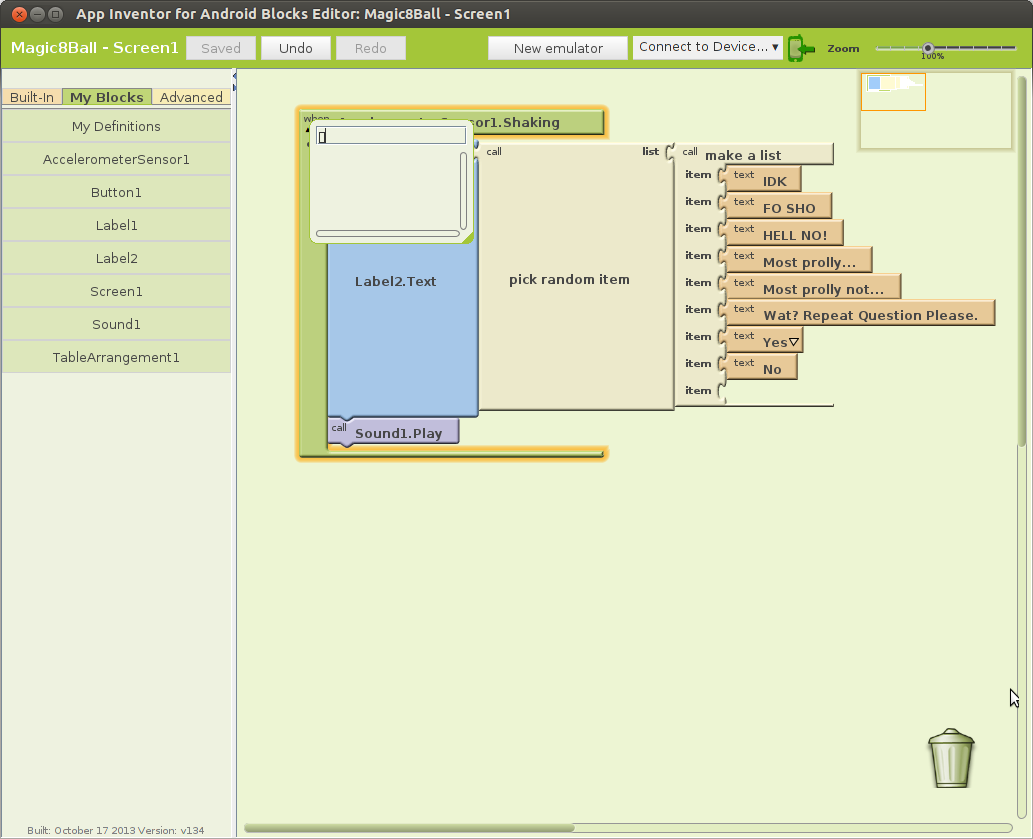 App Inventor for Android Blocks Editor: Magic8Ball - Screen1
Magic8Ball - Screen1 Saved Undo Redo New emulator Connect to Device... Zoom
100%
Built-In My Blocks Advanced
My Definitions
AccelerometerSensor1
Button1
Label1
Label2
Screen1
Sound1
TableArrangement1
when
.Shaking
call list call make a list
item text IDK
item text FO SHO
item text HELL NO!
item text Most prolly...
Label2.Text pick random item
item text Most prolly not...
item text Wat? Repeat Question Please.
item text Yes
item text No
item
call Sound1.Play
Built: October 17 2013 Version: v134